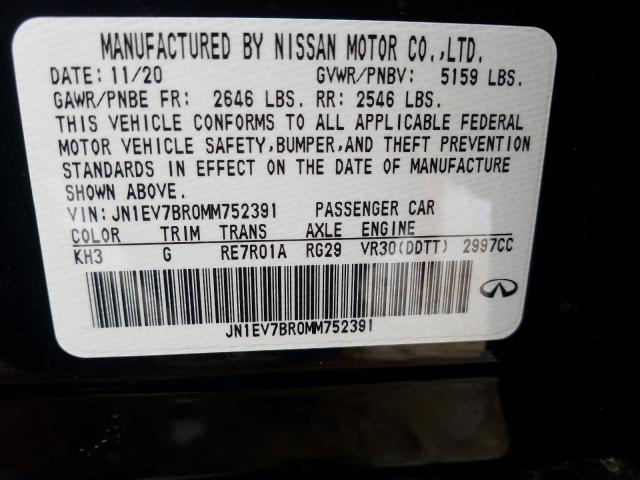 MANUFACTURED BY NISSAN MOTOR CO.,LTD.
DATE: 11/20 GVWR/PNBV: 5159 LBS.
GAWR/PNBE FR: 2646 LBS. RR: 2546 LBS.
THIS VEHICLE CONFORMS TO ALL APPLICABLE FEDERAL
MOTOR VEHICLE SAFETY,BUMPER,AND THEFT PREVENTION
STANDARDS IN EFFECT ON THE DATE OF MANUFACTURE
SHOWN ABOVE.
VIN: JN1EV7BR0MM752391 PASSENGER CAR
COLOR TRIM TRANS AXLE ENGINE
KH3 G RE7R01A RG29 VR30(DDTT) 2997CC
JN1EV7BR0MM752391